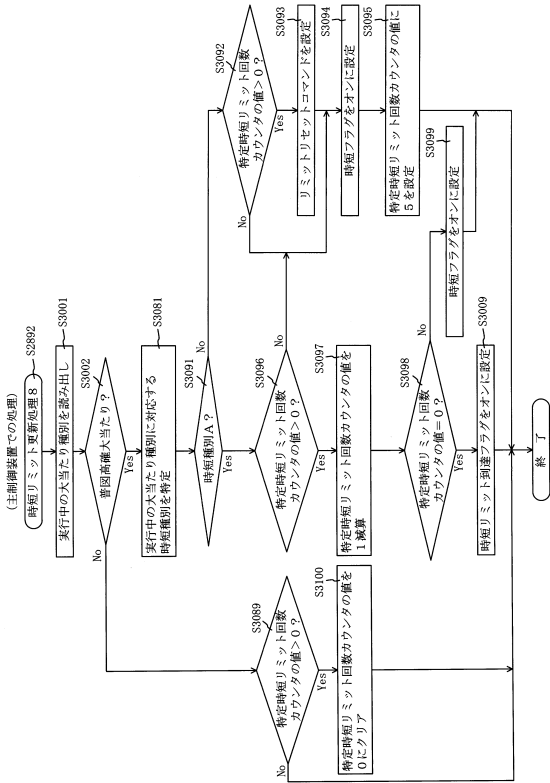 (主制御装置での処理)
時短リミット更新処理8
S2892
実行中の大当たり種別を読み出し
S3001
普図高確大当たり?
S3002
No
Yes
実行中の大当たり種別に対応する
時短種別を特定
S3081
時短種別A?
S3091
No
Yes
特定時短リミット回数
カウンタの値>0?
S3092
No
Yes
リミットリセットコマンドを設定
S3093
時短フラグをオンに設定
S3094
特定時短リミット回数カウンタの値に
5を設定
S3095
特定時短リミット回数
カウンタの値>0?
S3096
No
Yes
特定時短リミット回数カウンタの値を
1減算
S3097
特定時短リミット回数
カウンタの値=0?
S3098
No
Yes
時短フラグをオンに設定
S3099
時短リミット到達フラグをオンに設定
S3009
特定時短リミット回数
カウンタの値>0?
S3089
No
Yes
特定時短リミット回数カウンタの値を
0にクリア
S3100
終 了